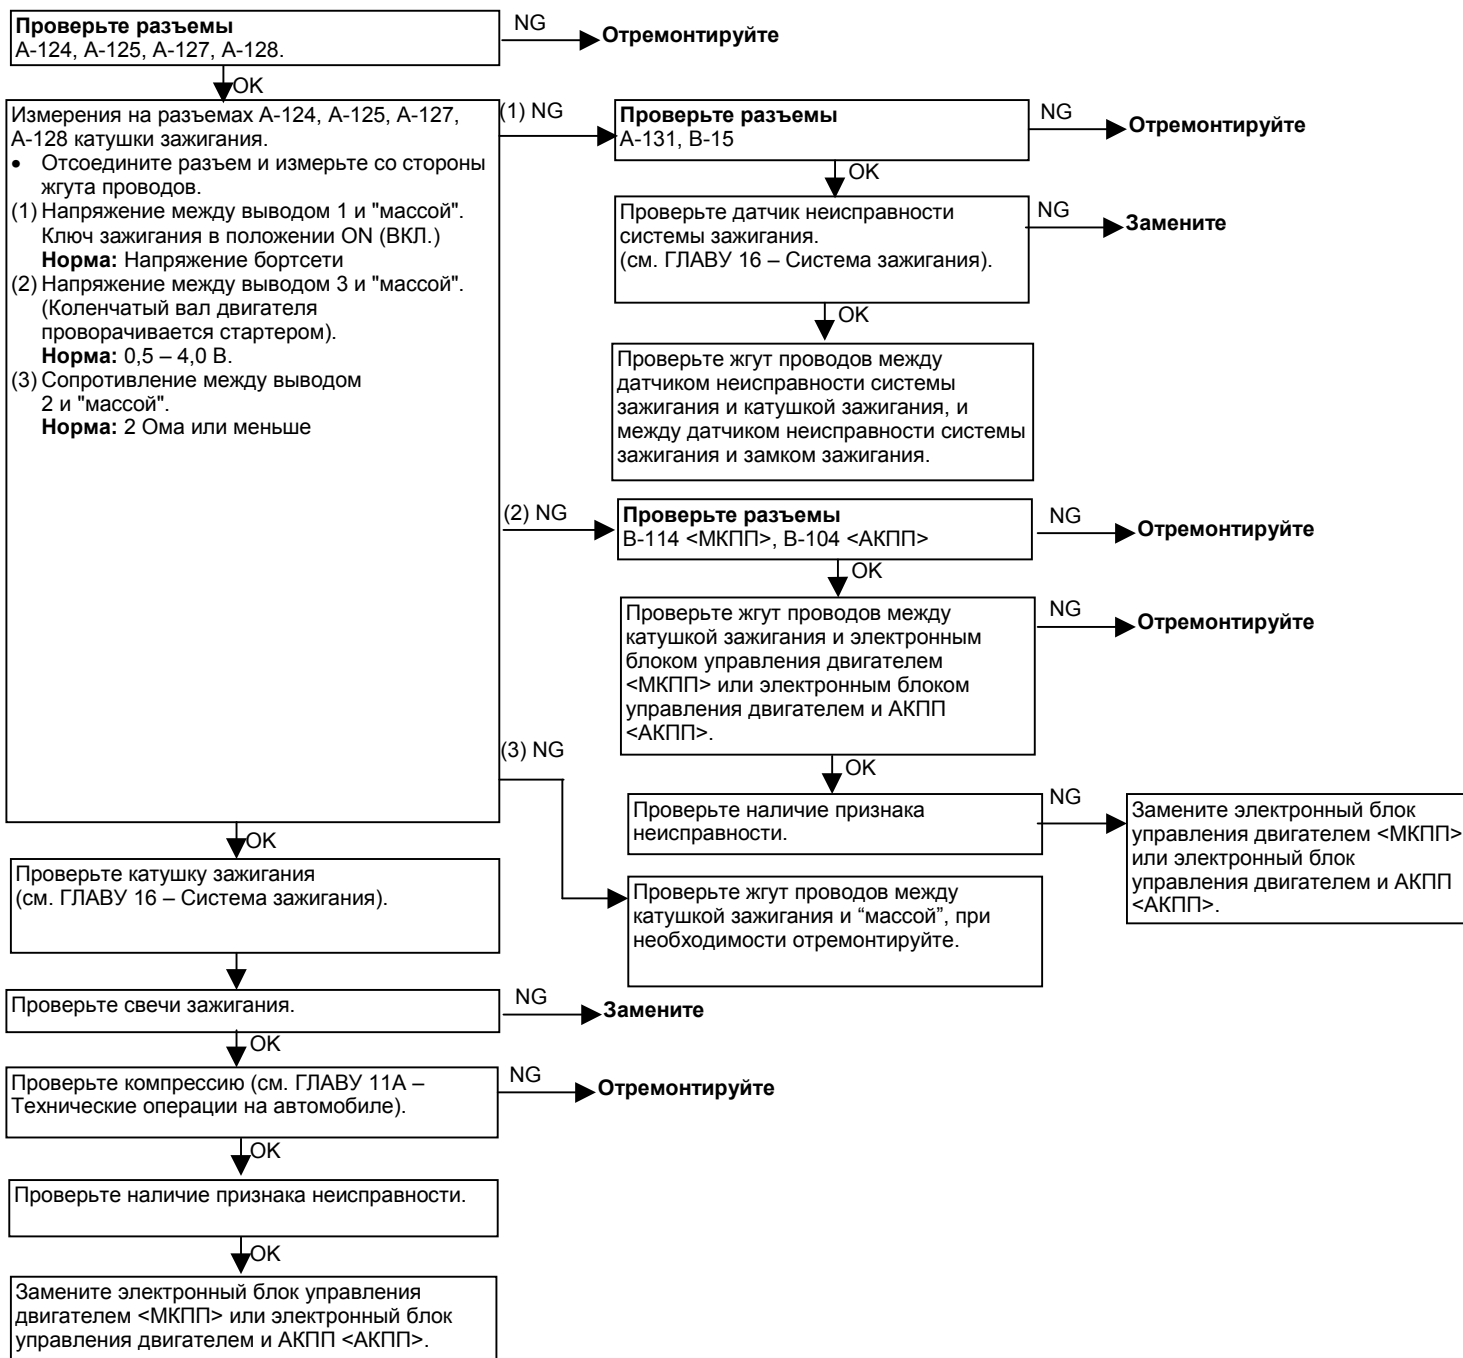 Проверьте разъемы
А-124, А-125, А-127, А-128.
NG
Отремонтируйте
OK
Измерения на разъемах А-124, А-125, А-127,
А-128 катушки зажигания.
• Отсоедините разъем и измерьте со стороны
жгута проводов.
(1) Напряжение между выводом 1 и "массой".
Ключ зажигания в положении ON (ВКЛ.)
Норма: Напряжение бортсети
(2) Напряжение между выводом 3 и "массой".
(Коленчатый вал двигателя
проворачивается стартером).
Норма: 0,5 – 4,0 В.
(3) Сопротивление между выводом
2 и "массой".
Норма: 2 Ома или меньше
(1) NG
Проверьте разъемы
А-131, В-15
NG
Отремонтируйте
OK
Проверьте датчик неисправности
системы зажигания.
(см. ГЛАВУ 16 – Система зажигания).
NG
Замените
OK
Проверьте жгут проводов между
датчиком неисправности системы
зажигания и катушкой зажигания, и
между датчиком неисправности системы
зажигания и замком зажигания.
(2) NG
Проверьте разъемы
В-114 <МКПП>, В-104 <АКПП>
NG
Отремонтируйте
OK
Проверьте жгут проводов между
катушкой зажигания и электронным
блоком управления двигателем
<МКПП> или электронным блоком
управления двигателем и АКПП
<АКПП>.
NG
Отремонтируйте
OK
Проверьте наличие признака
неисправности.
NG
Замените электронный блок
управления двигателем <МКПП>
или электронный блок
управления двигателем и АКПП
<АКПП>.
(3) NG
Проверьте жгут проводов между
катушкой зажигания и “массой”, при
необходимости отремонтируйте.
OK
Проверьте катушку зажигания
(см. ГЛАВУ 16 – Система зажигания).
Проверьте свечи зажигания.
NG
Замените
OK
Проверьте компрессию (см. ГЛАВУ 11А –
Технические операции на автомобиле).
NG
Отремонтируйте
OK
Проверьте наличие признака неисправности.
OK
Замените электронный блок управления
двигателем <МКПП> или электронный блок
управления двигателем и АКПП <АКПП>.